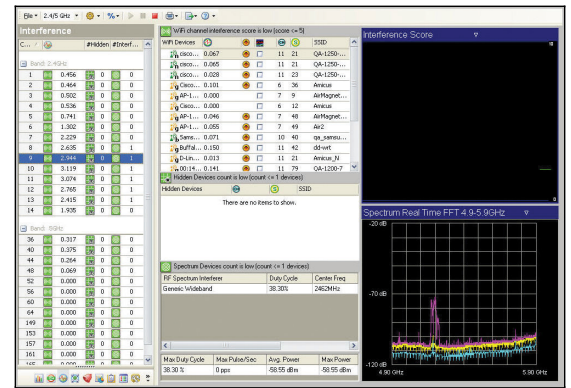 File 2.4/5 GHz %
Interference
C... #Hidden #Interf...
Band: 2.4GHz
1 0.456 0 0
2 0.464 0 0
3 0.502 0 0
4 0.536 0 0
5 0.741 0 0
6 1.302 0 0
7 2.229 0 0
8 2.635 0 1
9 2.944 0 1
10 3.119 0 1
11 3.074 0 1
12 2.765 0 1
13 2.415 0 1
14 1.935 0 0
Band: 5GHz
36 0.317 0 0
40 0.375 0 0
44 0.264 0 0
48 0.069 0 0
52 0.000 0 0
56 0.000 0 0
60 0.000 0 0
64 0.000 0 0
149 0.000 0 0
153 0.000 0 0
157 0.000 0 0
161 0.000 0 0
165 0.000 0 0
WiFi channel interference score is low (score <= 5)
WiFi Devices SSID
cisco... 0.067 11 21 QA-1250-...
cisco... 0.065 11 21 QA-1250-...
cisco... 0.028 11 23 QA-1250-...
Cisco... 0.101 6 36 Amicus
AP-1... 0.000 7 9 AirMagnet...
Cisco... 0.000 6 12 Amicus
AP-1... 0.046 7 48 AirMagnet...
AP-1... 0.055 7 49 Air2
Sams... 0.071 10 40 qa_samsu...
Buffal... 0.150 11 42 dd-wrt
D-Lin... 0.013 11 21 Amicus_N
00:14... 0.141 11 79 QA-1200-7
Hidden Devices count is low (count <= 1 devices)
Hidden Devices SSID
There are no items to show.
Spectrum Devices count is low (count <= 1 devices)
RF Spectrum Interferer Duty Cycle Center Freq
Generic Wideband 38.30% 2462MHz
Max Duty Cycle Max Pulse/Sec Avg. Power Max Power
38.30 % 0 pps -58.55 dBm -58.55 dBm
Interference Score
10
0
Spectrum Real Time FFT 4.9-5.9GHz
-20 dB
-70 dB
-120 dB
4.90 GHz 5.90 GHz